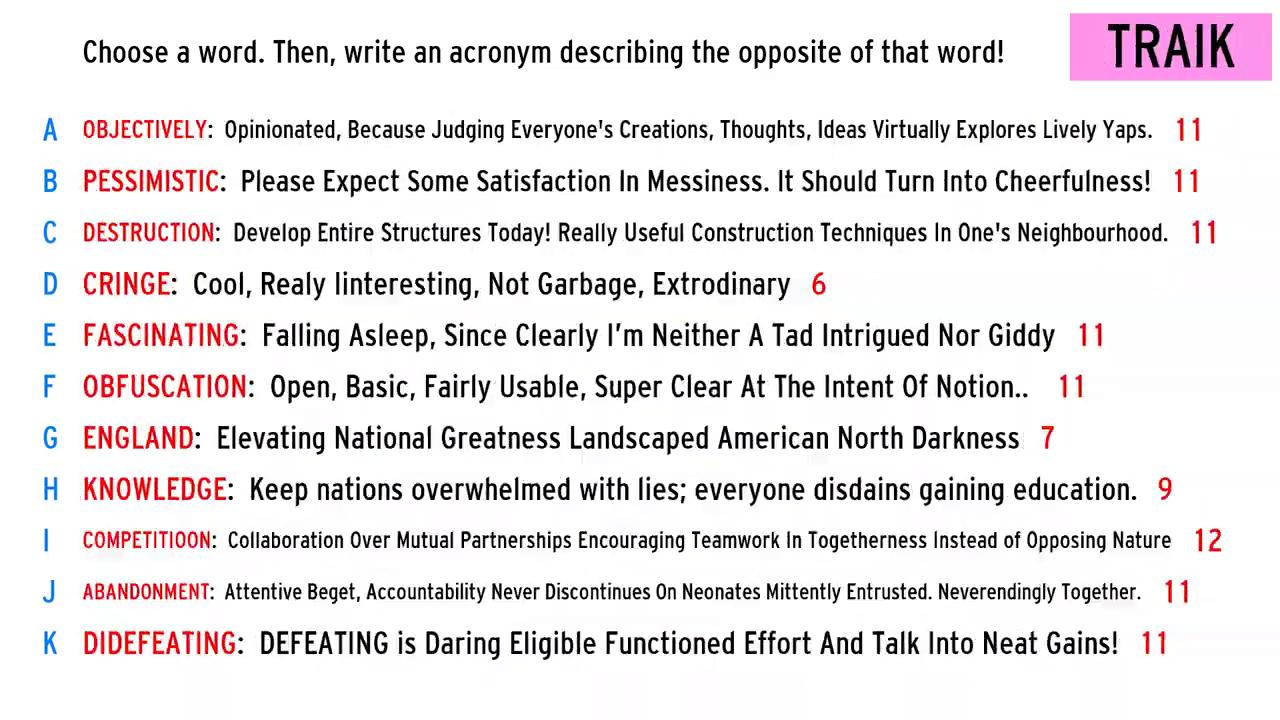 Choose a word. Then, write an acronym describing the opposite of that word!
TRAIK
A OBJECTIVELY: Opinionated, Because Judging Everyone's Creations, Thoughts, Ideas Virtually Explores Lively Yaps. 11
B PESSIMISTIC: Please Expect Some Satisfaction In Messiness. It Should Turn Into Cheerfulness! 11
C DESTRUCTION: Develop Entire Structures Today! Really Useful Construction Techniques In One's Neighbourhood. 11
D CRINGE: Cool, Realy Iinteresting, Not Garbage, Extrodinary 6
E FASCINATING: Falling Asleep, Since Clearly I’m Neither A Tad Intrigued Nor Giddy 11
F OBFUSCATION: Open, Basic, Fairly Usable, Super Clear At The Intent Of Notion.. 11
G ENGLAND: Elevating National Greatness Landscaped American North Darkness 7
H KNOWLEDGE: Keep nations overwhelmed with lies; everyone disdains gaining education. 9
I COMPETITIOON: Collaboration Over Mutual Partnerships Encouraging Teamwork In Togetherness Instead of Opposing Nature 12
J ABANDONMENT: Attentive Beget, Accountability Never Discontinues On Neonates Mittently Entrusted. Neverendingly Together. 11
K DIDEFEATING: DEFEATING is Daring Eligible Functioned Effort And Talk Into Neat Gains! 11